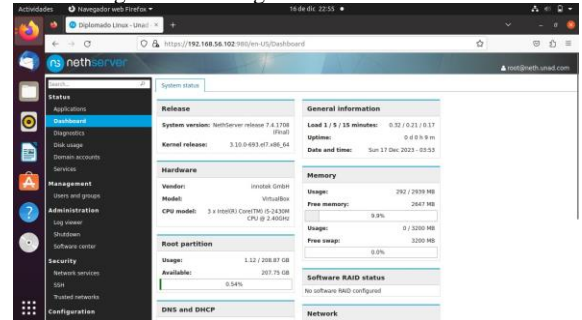 Actividades
Navegador web Firefox
16 de dic 22:55
Diplomado Linux - Unad
https://192.168.56.102:980/en-US/Dashboard
nethserver
root@neth.unad.com
Search...
Status
Applications
Dashboard
Diagnostics
Disk usage
Domain accounts
Services
Management
Users and groups
Administration
Log viewer
Shutdown
Software center
Security
Network services
SSH
Trusted networks
Configuration
System status
Release
System version: NethServer release 7.4.1708
(Final)
Kernel release: 3.10.0-693.el7.x86_64
Hardware
Vendor: innotek GmbH
Model: VirtualBox
CPU model: 3 x Intel(R) Core(TM) i5-2430M
CPU @ 2.40GHz
Root partition
Usage: 1.12 / 208.87 GB
Available: 207.75 GB
0.54%
DNS and DHCP
General information
Load 1 / 5 / 15 minutes: 0.32 / 0.21 / 0.17
Uptime: 0 d 0 h 9 m
Date and time: Sun 17 Dec 2023 - 03:53
Memory
Usage: 292 / 2939 MB
Free memory: 2647 MB
9.9%
Usage: 0 / 3200 MB
Free swap: 3200 MB
0.0%
Software RAID status
No software RAID configured
Network